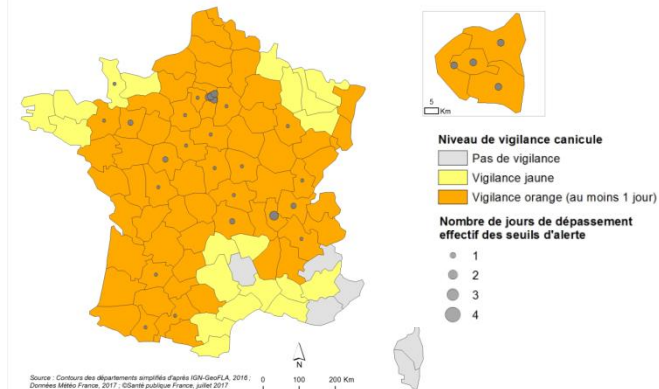 5
Km
Niveau de vigilance canicule
Pas de vigilance
Vigilance jaune
Vigilance orange (au moins 1 jour)
Nombre de jours de dépassement
effectif des seuils d'alerte
1
2
3
4
N
0 100 200 Km
Source : Contours des départements simplifiés d'après IGN-GeoFLA, 2016 ;
Données Météo France, 2017 ; ©Santé publique France, juillet 2017